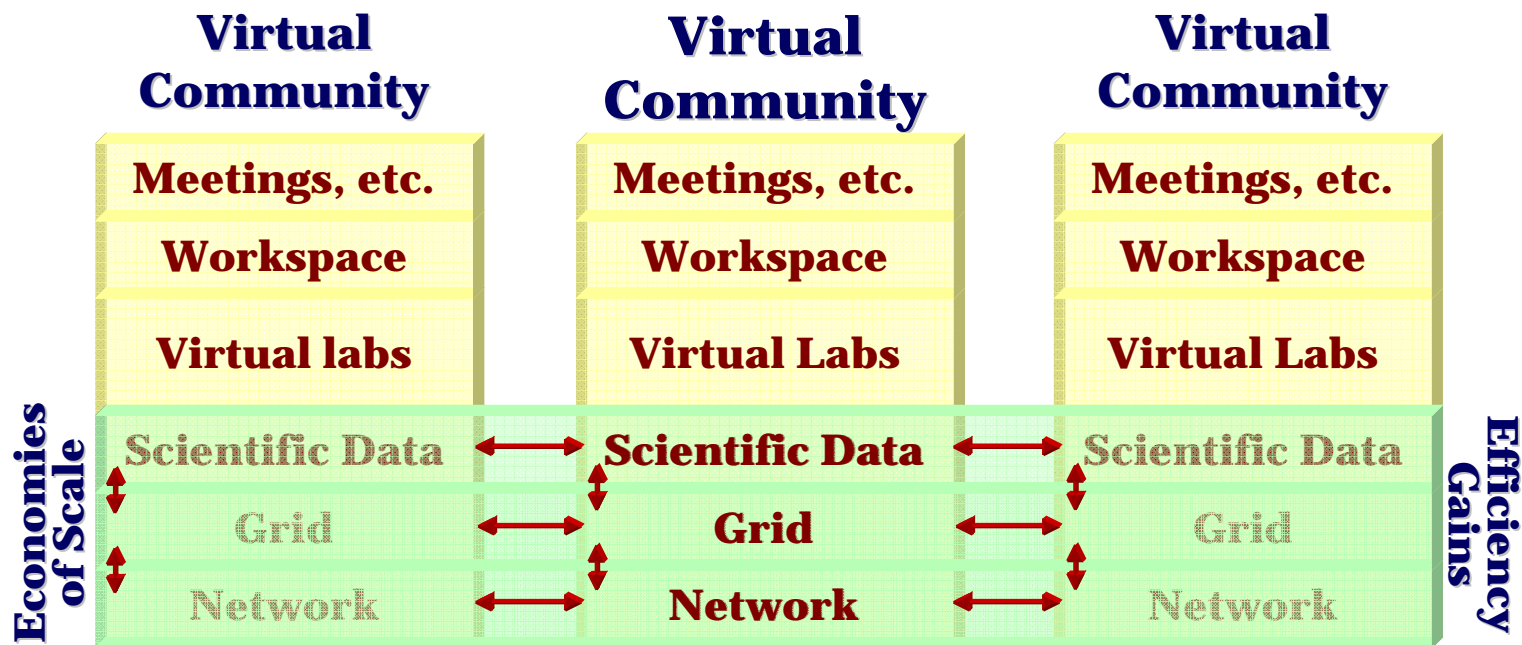 Virtual
Community
Virtual
Community
Virtual
Community
Meetings, etc.
Meetings, etc.
Meetings, etc.
Workspace
Workspace
Workspace
Virtual labs
Virtual Labs
Virtual Labs
Economies
of Scale
Scientific Data
Scientific Data
Scientific Data
Grid
Grid
Grid
Network
Network
Network
Efficiency
Gains